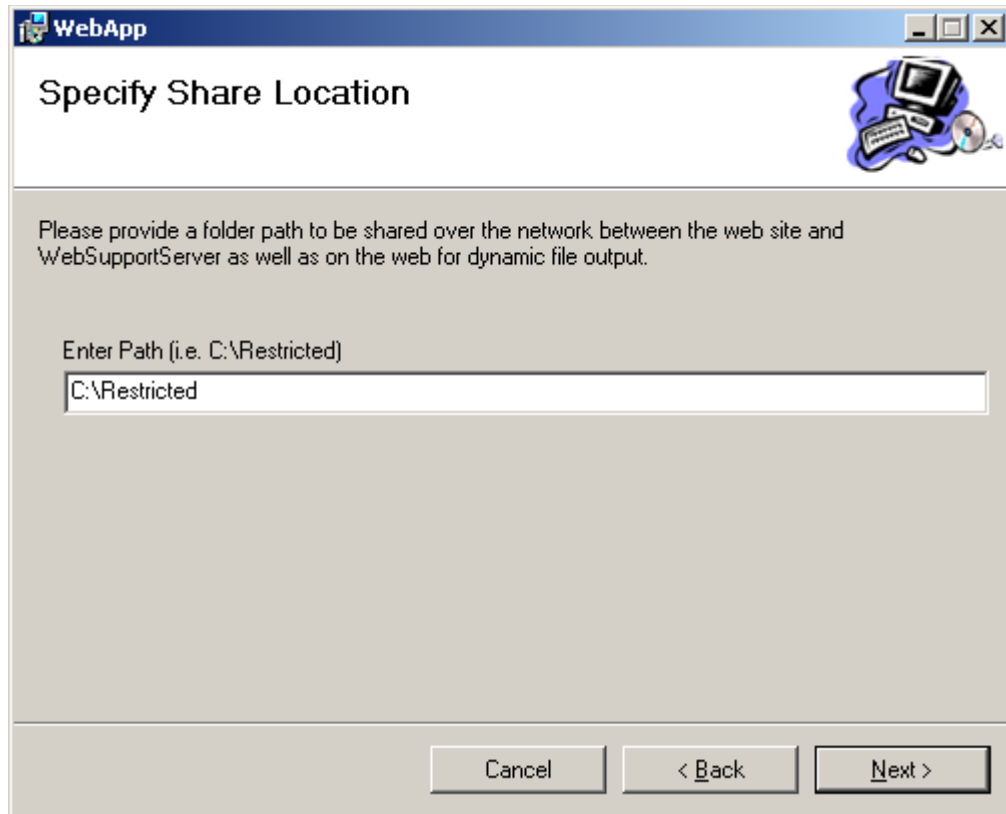 WebApp
Specify Share Location
Please provide a folder path to be shared over the network between the web site and
WebSupportServer as well as on the web for dynamic file output.
Enter Path (i.e. C:\Restricted)
C:\Restricted
Cancel
< Back
Next >